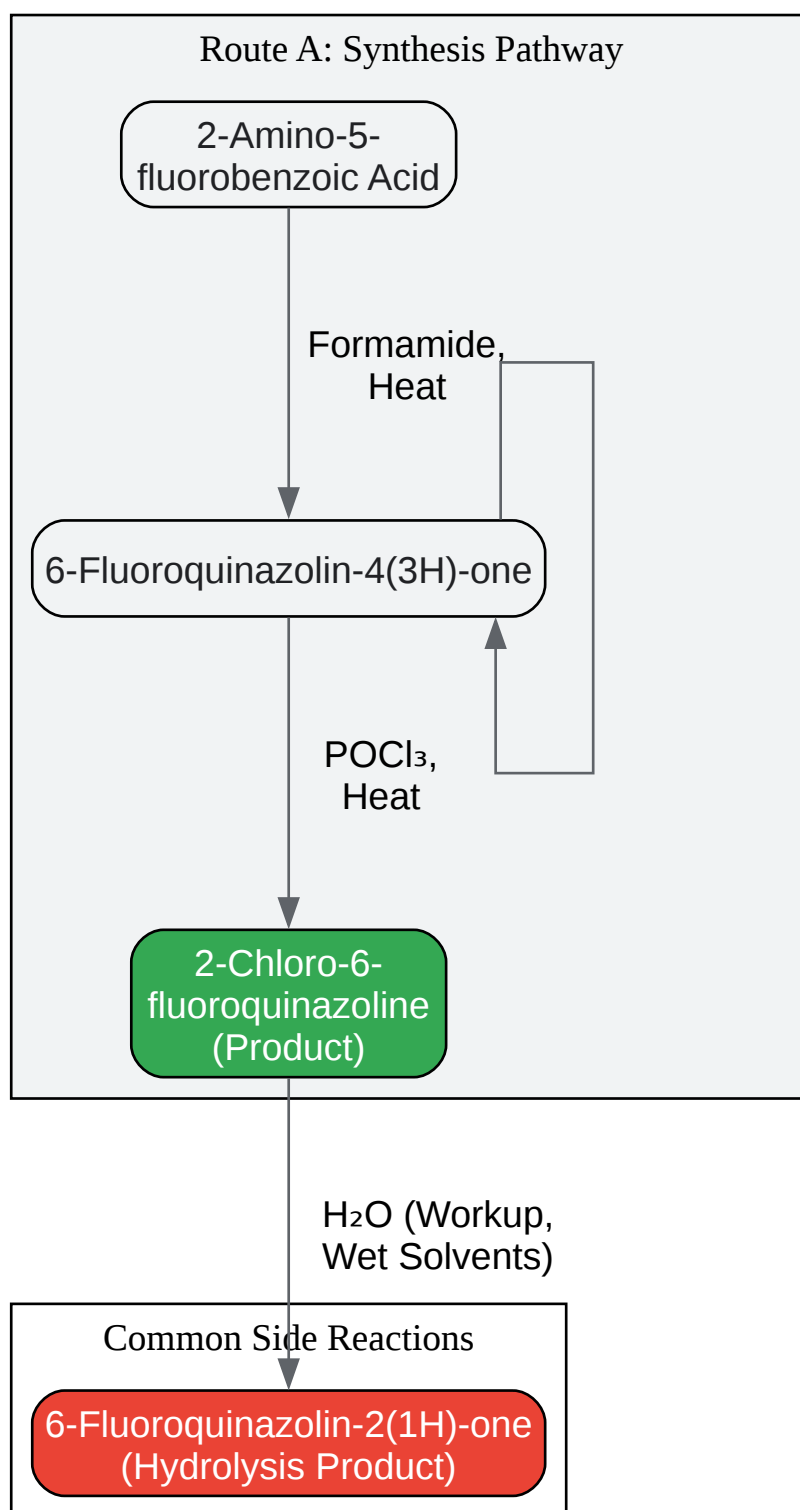 Route A: Synthesis Pathway
2-Amino-5-
fluorobenzoic Acid
Formamide,
Heat
6-Fluoroquinazolin-4(3H)-one
POCl₃,
Heat
2-Chloro-6-
fluoroquinazoline
(Product)
H₂O (Workup,
Wet Solvents)
Common Side Reactions
6-Fluoroquinazolin-2(1H)-one
(Hydrolysis Product)